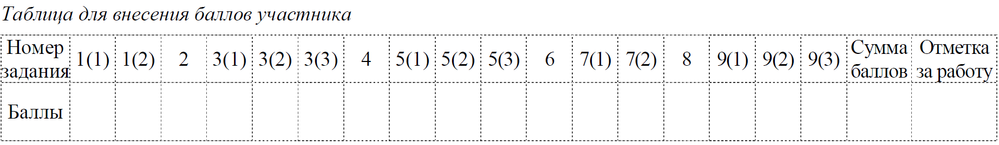 Таблица для внесения баллов участника
Номер задания 1(1) 1(2) 2 3(1) 3(2) 3(3) 4 5(1) 5(2) 5(3) 6 7(1) 7(2) 8 9(1) 9(2) 9(3) Сумма баллов Отметка за работу
Баллы